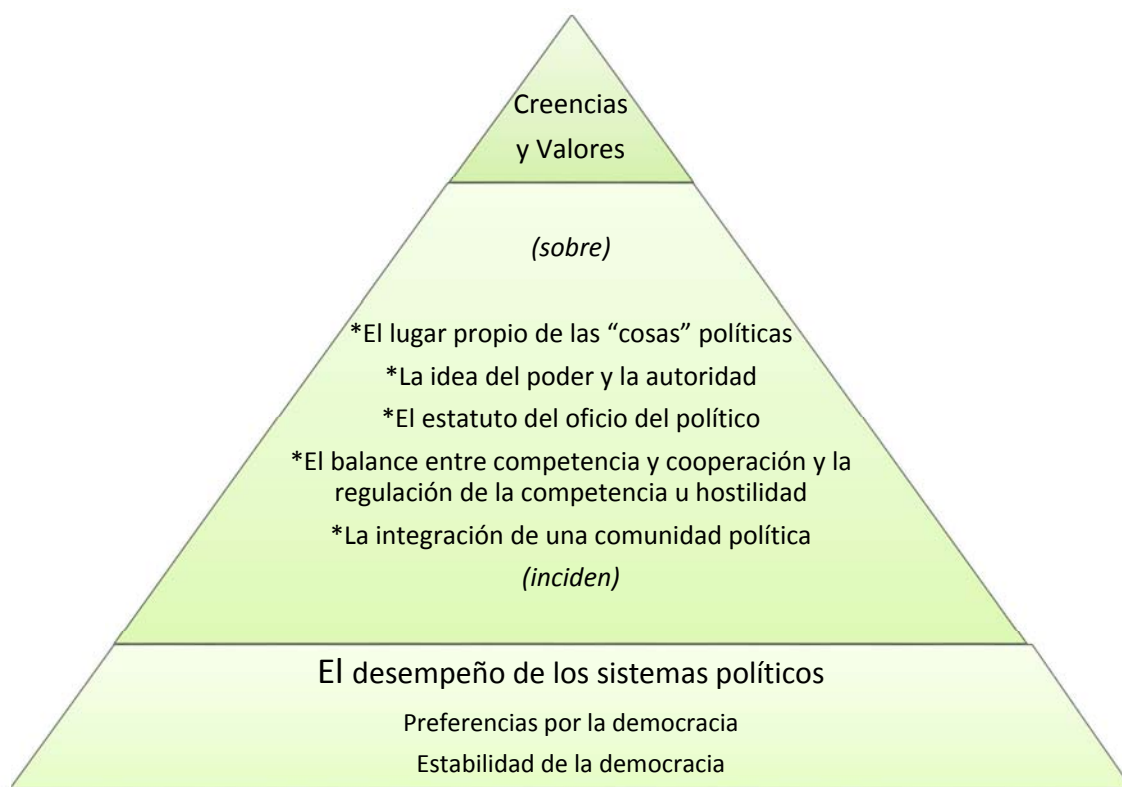 Creencias
y Valores
(sobre)
*El lugar propio de las “cosas” políticas
*La idea del poder y la autoridad
*El estatuto del oficio del político
*El balance entre competencia y cooperación y la
regulación de la competencia u hostilidad
*La integración de una comunidad política
(inciden)
El desempeño de los sistemas políticos
Preferencias por la democracia
Estabilidad de la democracia